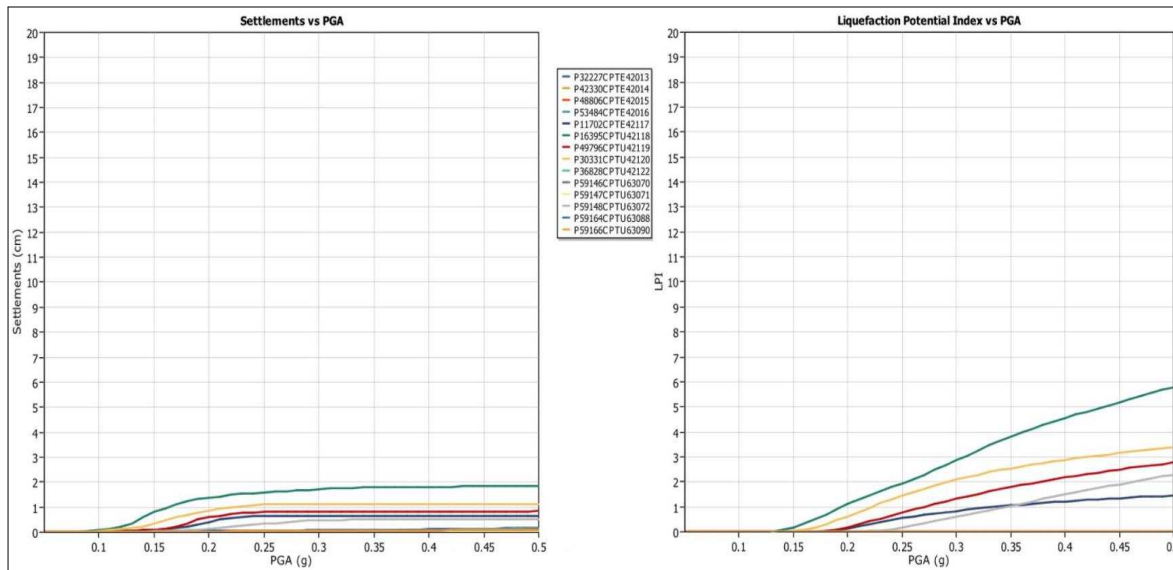 Settlements vs PGA
20
19
18
17
16
15
14
13
12
11
10
9
8
7
6
5
4
3
2
1
0
Settlements (cm)
0.1 0.15 0.2 0.25 0.3 0.35 0.4 0.45 0.5
PGA (g)
P32227CPTE42013
P42330CPTE42014
P48806CPTE42015
P53484CPTE42016
P11702CPTE42117
P16395CPTU42118
P49796CPTU42119
P30331CPTU42120
P36828CPTU42122
P59146CPTU63070
P59147CPTU63071
P59148CPTU63072
P59164CPTU63088
P59166CPTU63090
Liquefaction Potential Index vs PGA
20
19
18
17
16
15
14
13
12
11
10
9
8
7
6
5
4
3
2
1
0
LPI
0.1 0.15 0.2 0.25 0.3 0.35 0.4 0.45
PGA (g)